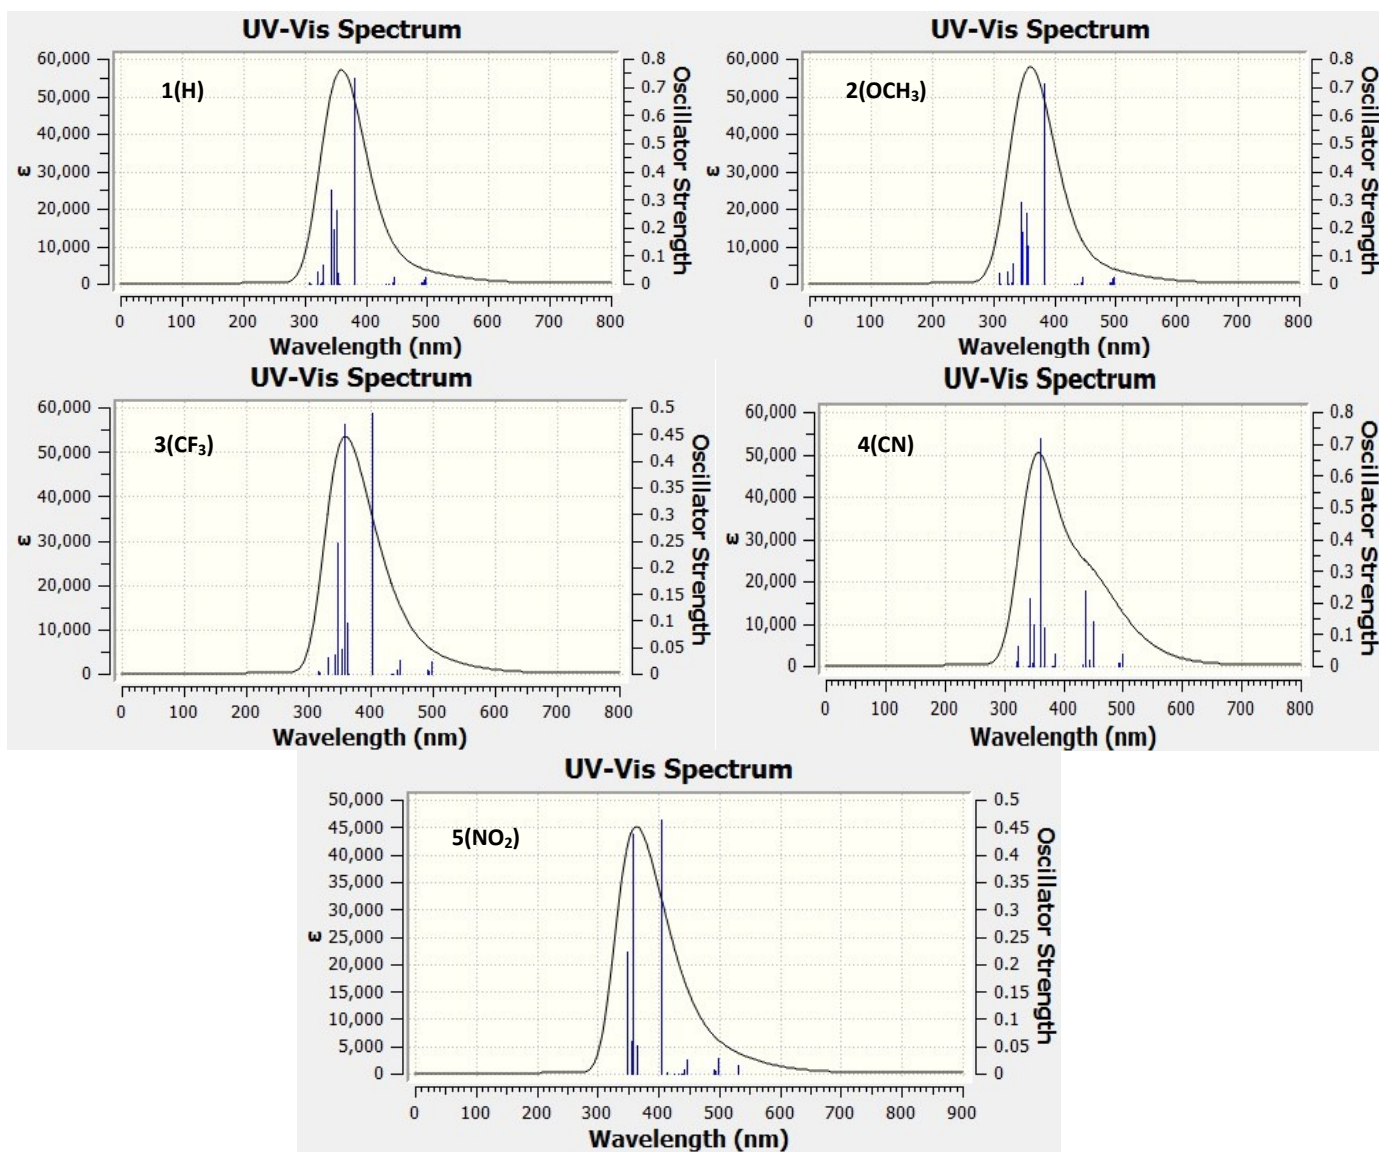 UV-Vis Spectrum
1(H)
60,000
50,000
40,000
30,000
20,000
10,000
0
ε
0.8
0.7
0.6
0.5
0.4
0.3
0.2
0.1
0
Oscillator Strength
0 100 200 300 400 500 600 700 800
Wavelength (nm)
UV-Vis Spectrum
2(OCH₃)
60,000
50,000
40,000
30,000
20,000
10,000
0
ε
0.8
0.7
0.6
0.5
0.4
0.3
0.2
0.1
0
Oscillator Strength
0 100 200 300 400 500 600 700 800
Wavelength (nm)
UV-Vis Spectrum
3(CF₃)
60,000
50,000
40,000
30,000
20,000
10,000
0
ε
0.5
0.45
0.4
0.35
0.3
0.25
0.2
0.15
0.1
0.05
0
Oscillator Strength
0 100 200 300 400 500 600 700 800
Wavelength (nm)
UV-Vis Spectrum
4(CN)
60,000
50,000
40,000
30,000
20,000
10,000
0
ε
0.8
0.7
0.6
0.5
0.4
0.3
0.2
0.1
0
Oscillator Strength
0 100 200 300 400 500 600 700 800
Wavelength (nm)
UV-Vis Spectrum
5(NO₂)
50,000
45,000
40,000
35,000
30,000
25,000
20,000
15,000
10,000
5,000
0
ε
0.5
0.45
0.4
0.35
0.3
0.25
0.2
0.15
0.1
0.05
0
Oscillator Strength
0 100 200 300 400 500 600 700 800 900
Wavelength (nm)